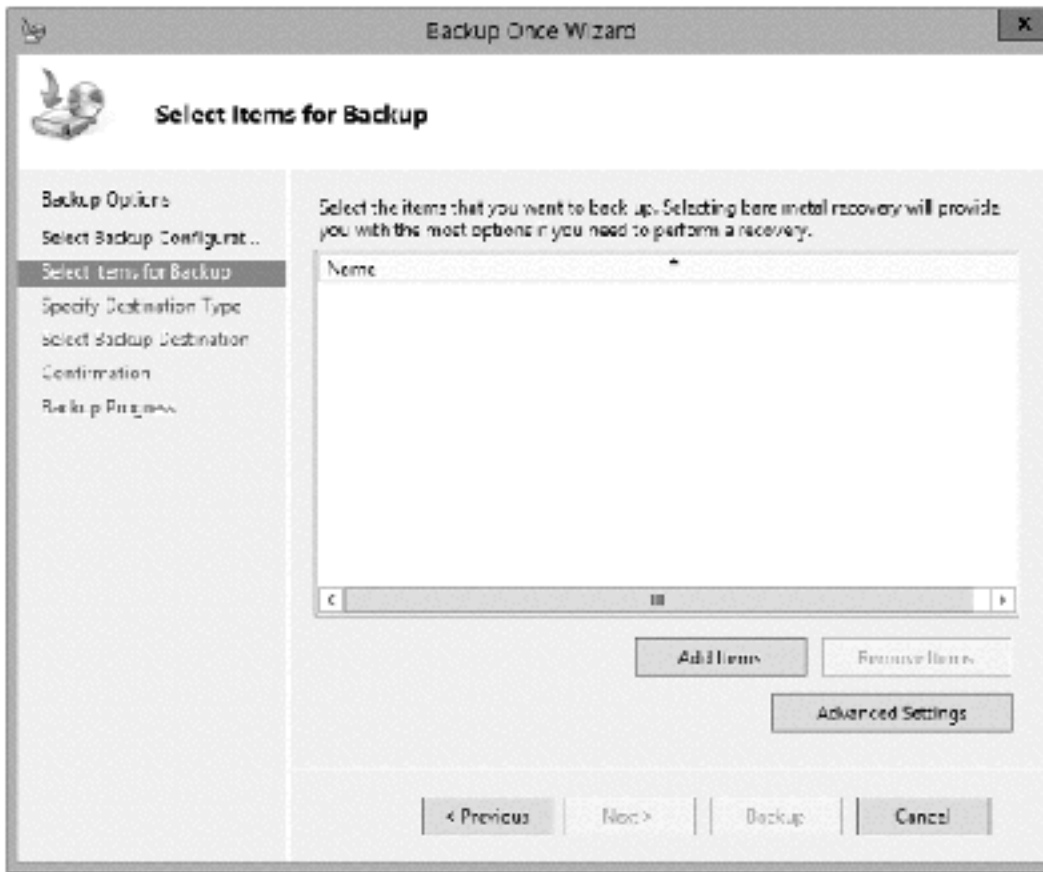 Backup Once Wizard
x
Select Items for Backup
Backup Options
Select Backup Configurat...
Select Items for Backup
Specify Destination Type
Select Backup Destination
Confirmation
Backup Progress
Select the items that you want to back up. Selecting bare metal recovery will provide
you with the most options if you need to perform a recovery.
Name
Add Items
Remove Items
Advanced Settings
< Previous
Next >
Backup
Cancel